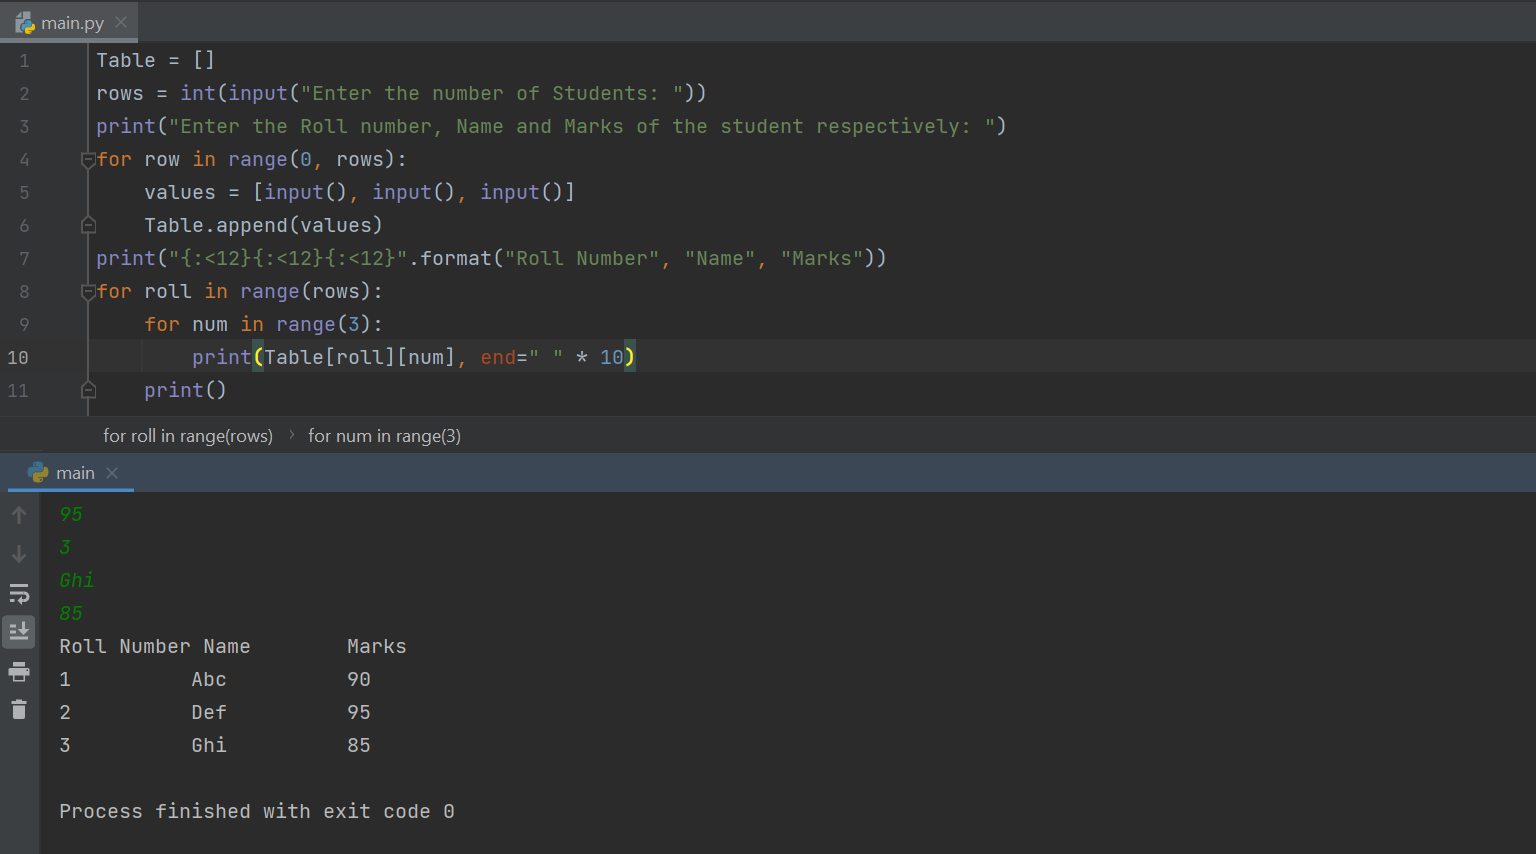 main.py
1 Table = []
2 rows = int(input("Enter the number of Students: "))
3 print("Enter the Roll number, Name and Marks of the student respectively: ")
4 for row in range(0, rows):
5     values = [input(), input(), input()]
6     Table.append(values)
7 print("{:<12}{:<12}{:<12}".format("Roll Number", "Name", "Marks"))
8 for roll in range(rows):
9     for num in range(3):
10         print(Table[roll][num], end=" " * 10)
11     print()
for roll in range(rows) › for num in range(3)
main
95
3
Ghi
85
Roll Number Name        Marks
1          Abc          90
2          Def          95
3          Ghi          85
Process finished with exit code 0